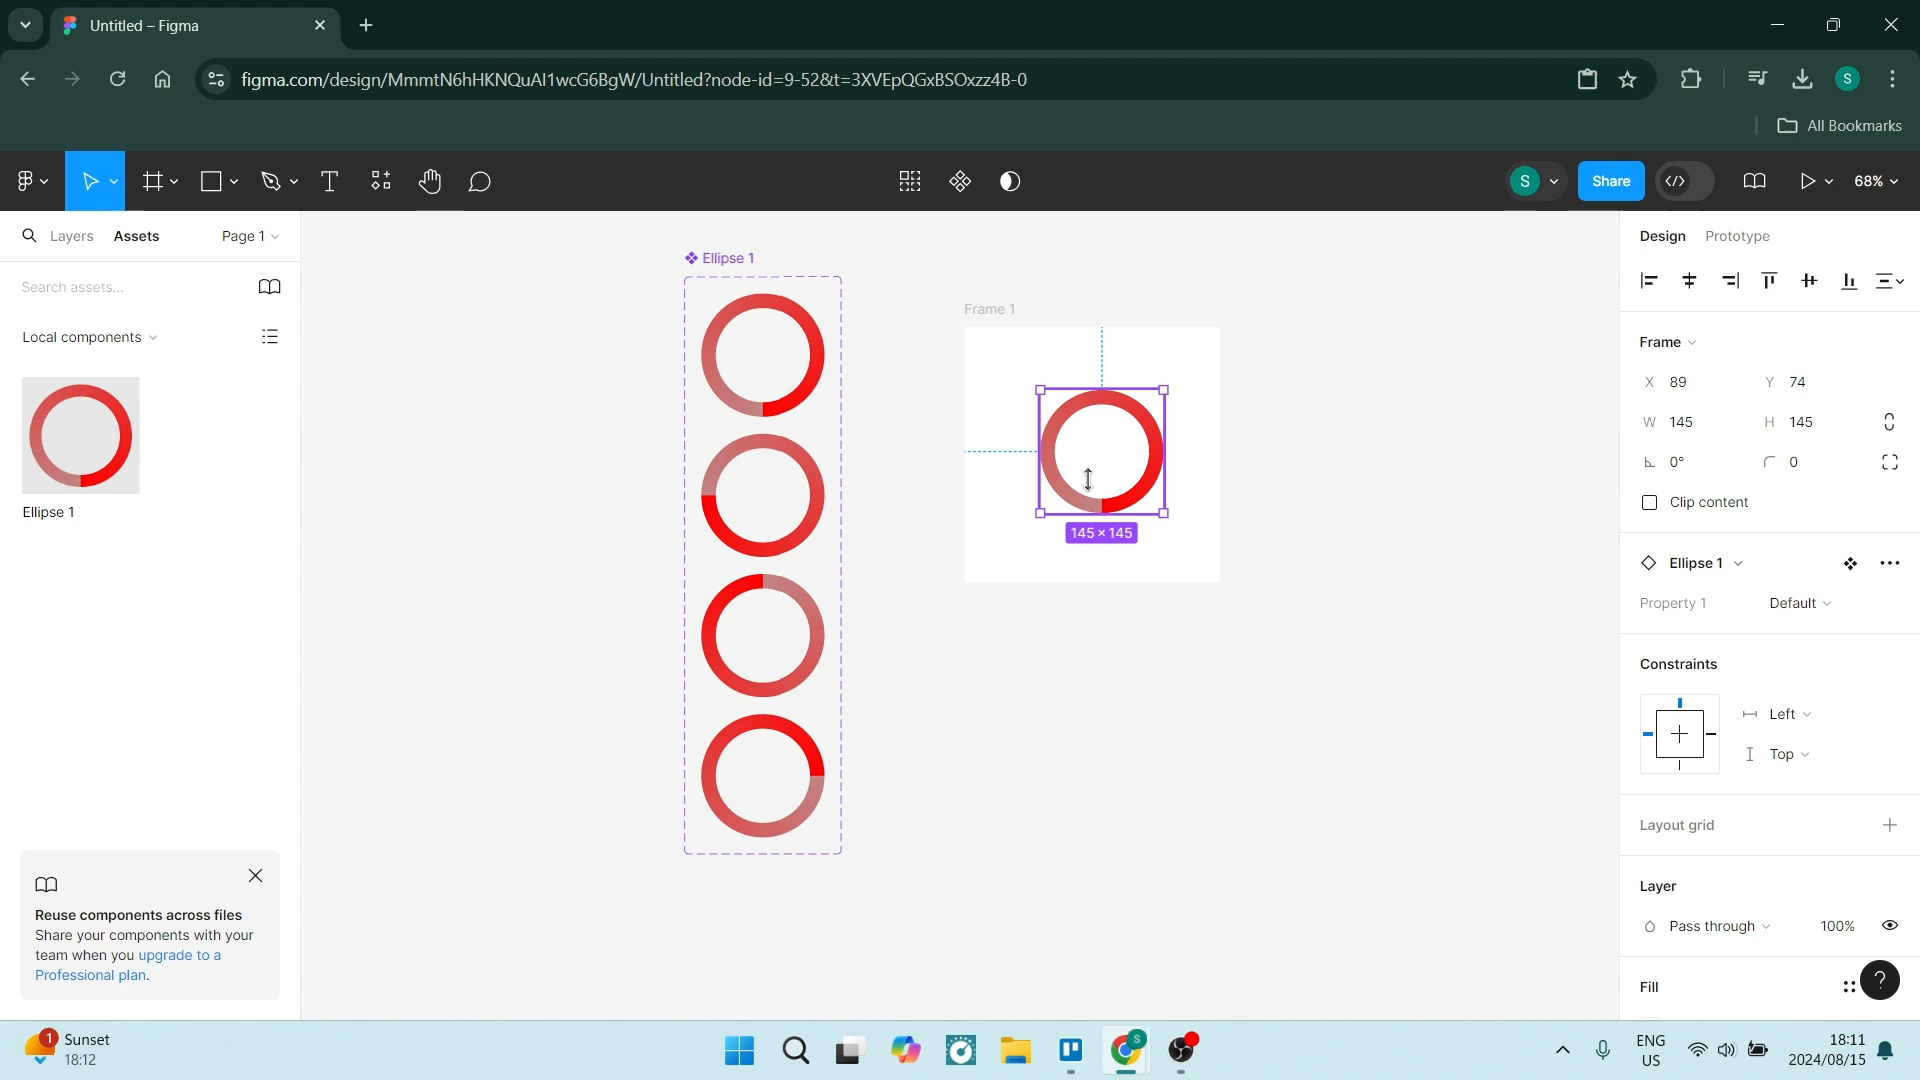 Untitled – Figma
figma.com/design/MmmtN6hHKNQuAl1wcG6BgW/Untitled?node-id=9-52&t=3XVEpQGxBSOxzz4B-0
S
All Bookmarks
S
Share
68%
Layers Assets Page 1
Search assets...
Local components
Ellipse 1
Reuse components across files
Share your components with your
team when you upgrade to a
Professional plan.
Ellipse 1
Frame 1
145 × 145
Design Prototype
Frame
X 89 Y 74
W 145 H 145
0° 0
Clip content
Ellipse 1
Property 1 Default
Constraints
Left
Top
Layout grid
Layer
Pass through 100%
Fill
?
1
Sunset
18:12
S
ENG
US
18:11
2024/08/15